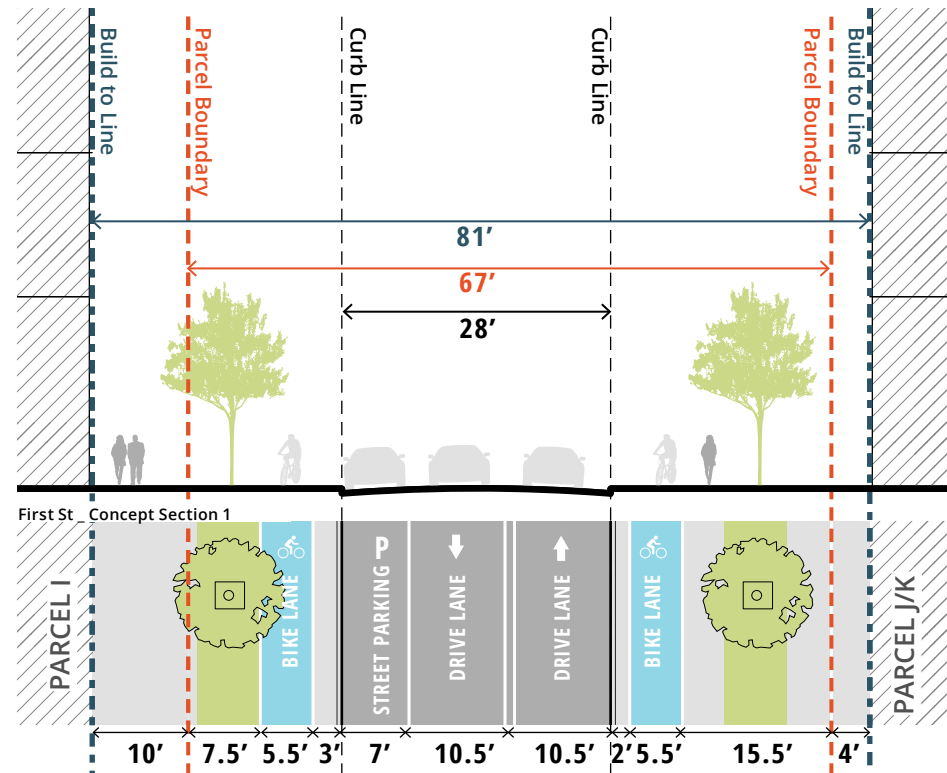 Build to Line
Parcel Boundary
Curb Line
Curb Line
Parcel Boundary
Build to Line
81’
67’
28’
First St _ Concept Section 1
PARCEL I
BIKE LANE
P
STREET PARKING
DRIVE LANE
DRIVE LANE
BIKE LANE
PARCEL J/K
10’ 7.5’ 5.5’ 3’ 7’ 10.5’ 10.5’ 2’ 5.5’ 15.5’ 4’